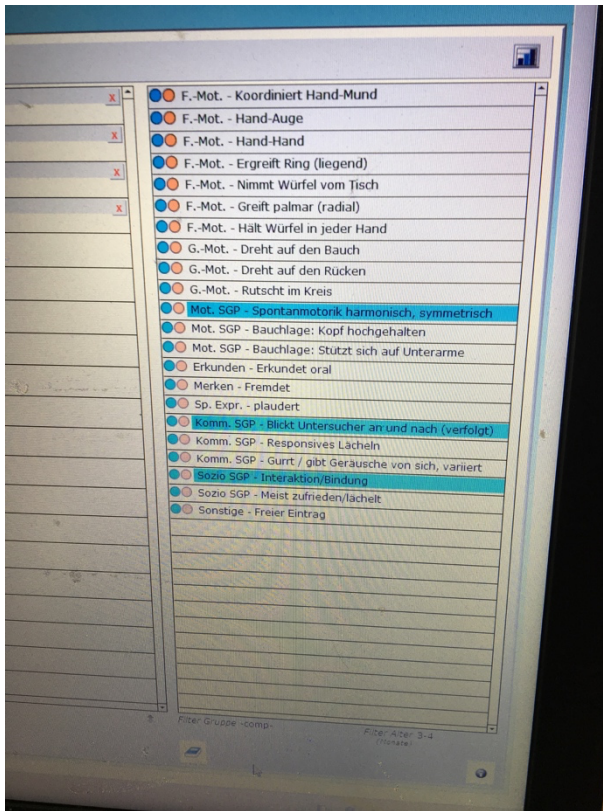 F.-Mot. - Koordiniert Hand-Mund
F.-Mot. - Hand-Auge
F.-Mot. - Hand-Hand
F.-Mot. - Ergreift Ring (liegend)
F.-Mot. - Nimmt Würfel vom Tisch
F.-Mot. - Greift palmar (radial)
F.-Mot. - Hält Würfel in jeder Hand
G.-Mot. - Dreht auf den Bauch
G.-Mot. - Dreht auf den Rücken
G.-Mot. - Rutscht im Kreis
Mot. SGP - Spontanmotorik harmonisch, symmetrisch
Mot. SGP - Bauchlage: Kopf hochgehalten
Mot. SGP - Bauchlage: Stützt sich auf Unterarme
Erkunden - Erkundet oral
Merken - Fremdet
Sp. Expr. - plaudert
Komm. SGP - Blickt Untersucher an und nach (verfolgt)
Komm. SGP - Responsives Lächeln
Komm. SGP - Gurrt / gibt Geräusche von sich, variiert
Sozio SGP - Interaktion/Bindung
Sozio SGP - Meist zufrieden/lächelt
Sonstige - Freier Eintrag
x
x
x
x
Filter Gruppe -comp-
Filter Alter 3-4
(Monate)